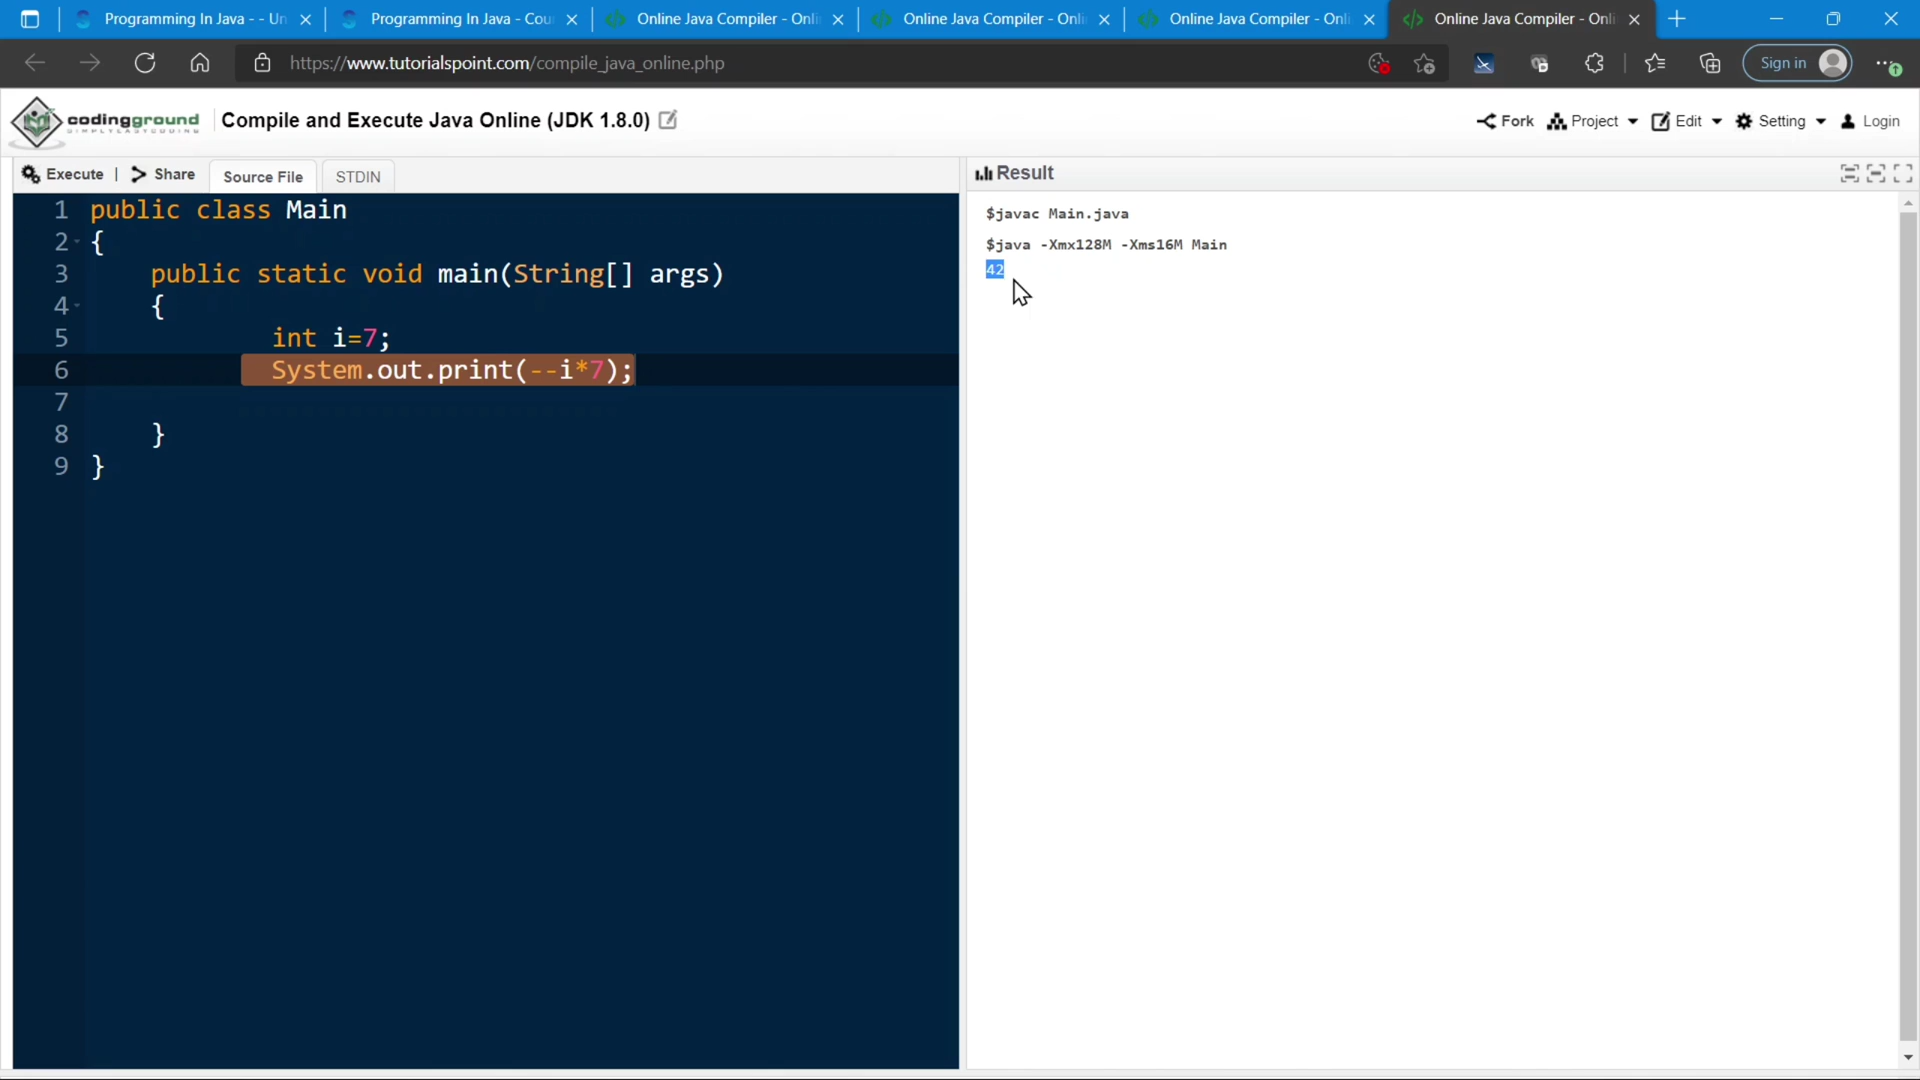 Programming In Java - - Un
Programming In Java - Cou
Online Java Compiler - Onli
Online Java Compiler - Onli
Online Java Compiler - Onli
Online Java Compiler - Onli
https://www.tutorialspoint.com/compile_java_online.php
Sign in
codingground
SIMPLYEASYCODING
Compile and Execute Java Online (JDK 1.8.0)
Fork
Project
Edit
Setting
Login
Execute | Share
Source File
STDIN
Result
1 public class Main
2 {
3 public static void main(String[] args)
4 {
5 int i=7;
6 System.out.print(--i*7);
7
8 }
9 }
$javac Main.java
$java -Xmx128M -Xms16M Main
42